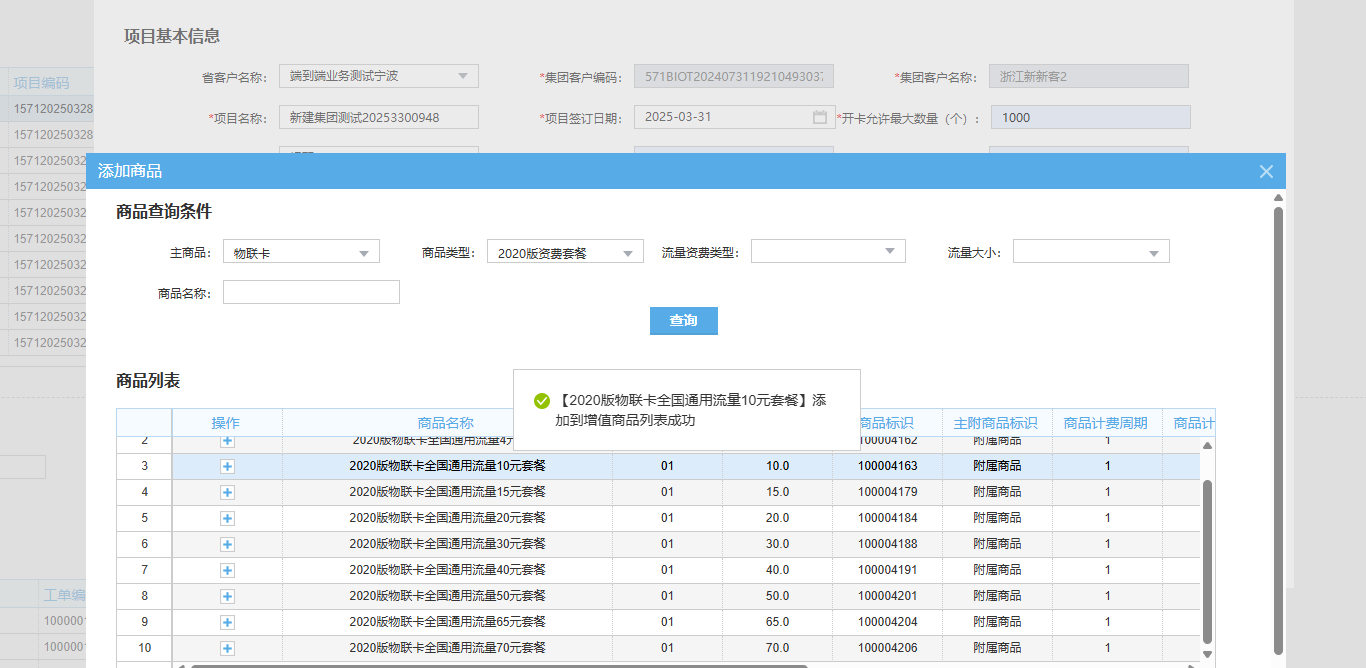 项目基本信息
项目编码
省客户名称： 端到端业务测试宁波
*集团客户编码： 571BIOT2024073119210493037
*集团客户名称： 浙江新新客2
157120250328
*项目名称： 新建集团测试20253300948
*项目签订日期： 2025-03-31
*开卡允许最大数量（个）： 1000
157120250328
15712025032
15712025032
15712025032
15712025032
15712025032
15712025032
15712025032
15712025032
添加商品
商品查询条件
主商品： 物联卡
商品类型： 2020版资费套餐
流量资费类型：
流量大小：
商品名称：
查询
商品列表
【2020版物联卡全国通用流量10元套餐】添
加到增值商品列表成功
操作 商品名称 商品标识 主附商品标识 商品计费周期 商品计
2 2020版物联卡全国通用流量4元 100004162 附属商品 1
3 2020版物联卡全国通用流量10元套餐 01 10.0 100004163 附属商品 1
4 2020版物联卡全国通用流量15元套餐 01 15.0 100004179 附属商品 1
5 2020版物联卡全国通用流量20元套餐 01 20.0 100004184 附属商品 1
6 2020版物联卡全国通用流量30元套餐 01 30.0 100004188 附属商品 1
7 2020版物联卡全国通用流量40元套餐 01 40.0 100004191 附属商品 1
8 2020版物联卡全国通用流量50元套餐 01 50.0 100004201 附属商品 1
9 2020版物联卡全国通用流量65元套餐 01 65.0 100004204 附属商品 1
10 2020版物联卡全国通用流量70元套餐 01 70.0 100004206 附属商品 1
工单编
1000001
1000001